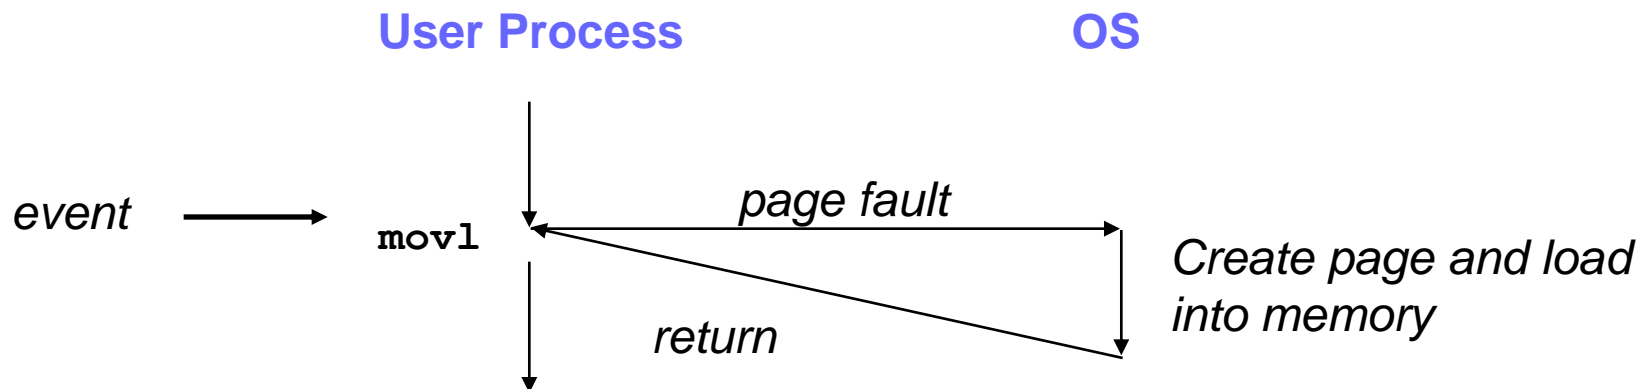 User Process OS
page fault
event
movl
Create page and load
into memory
return